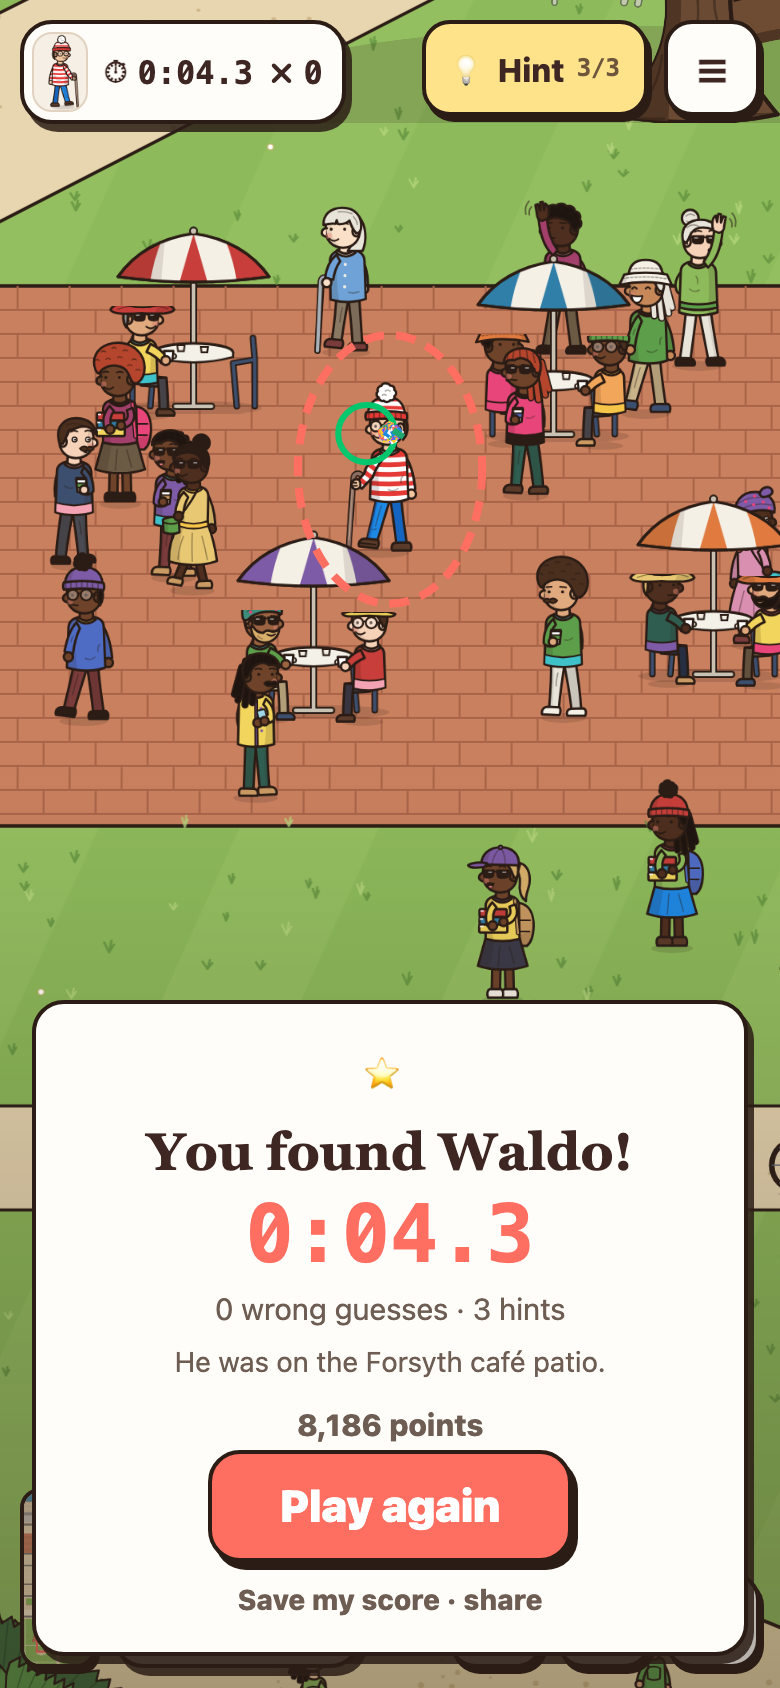 0:04.3 × 0
Hint 3/3
You found Waldo!
0:04.3
0 wrong guesses · 3 hints
He was on the Forsyth café patio.
8,186 points
Play again
Save my score · share